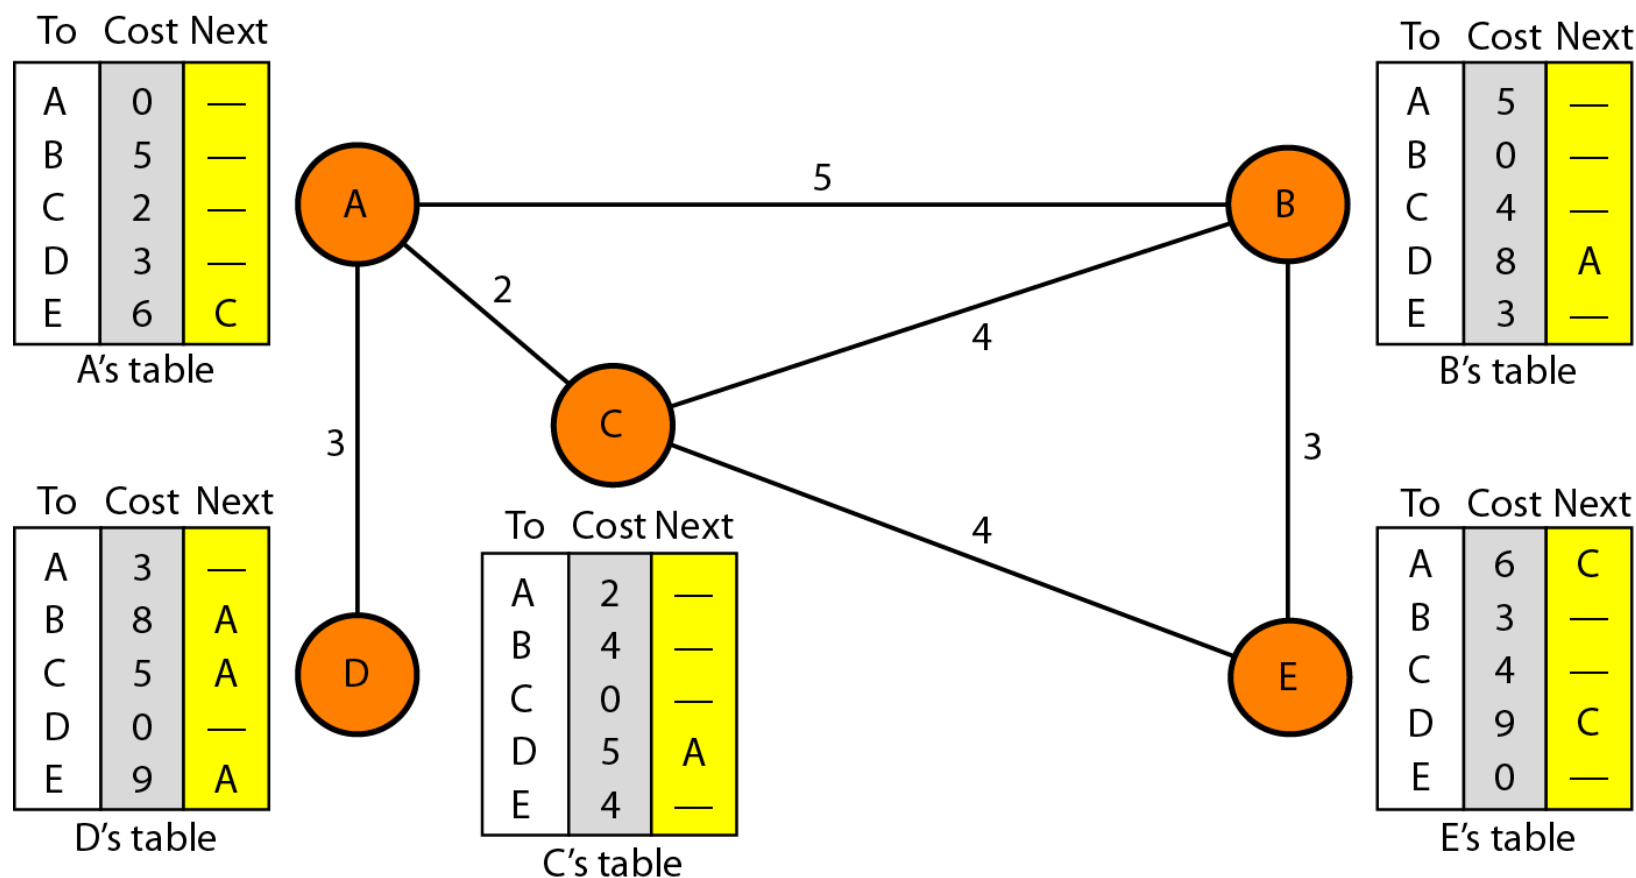 To Cost Next
A 0 —
B 5 —
C 2 —
D 3 —
E 6 C
A's table
To Cost Next
A 5 —
B 0 —
C 4 —
D 8 A
E 3 —
B's table
A
5
B
2
4
3
C
3
4
D
E
To Cost Next
A 3 —
B 8 A
C 5 A
D 0 —
E 9 A
D's table
To Cost Next
A 2 —
B 4 —
C 0 —
D 5 A
E 4 —
C's table
To Cost Next
A 6 C
B 3 —
C 4 —
D 9 C
E 0 —
E's table